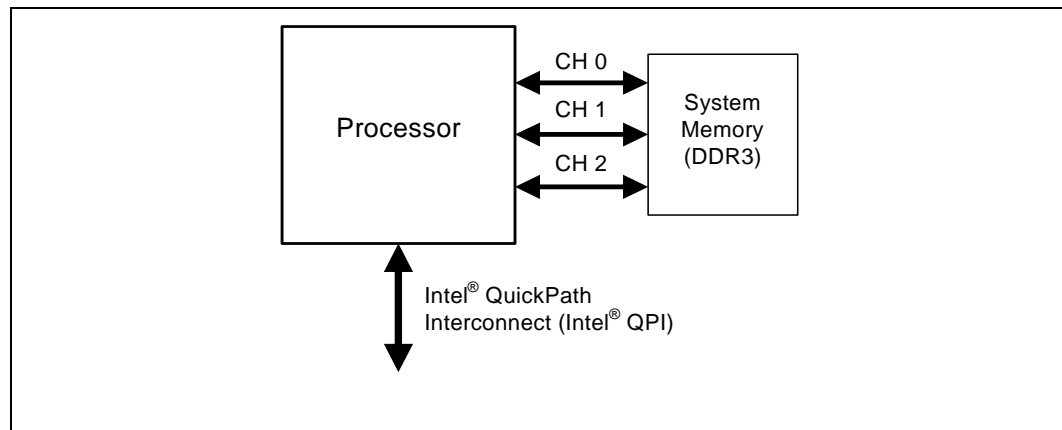 Processor
CH 0
CH 1
CH 2
System
Memory
(DDR3)
Intel® QuickPath
Interconnect (Intel® QPI)